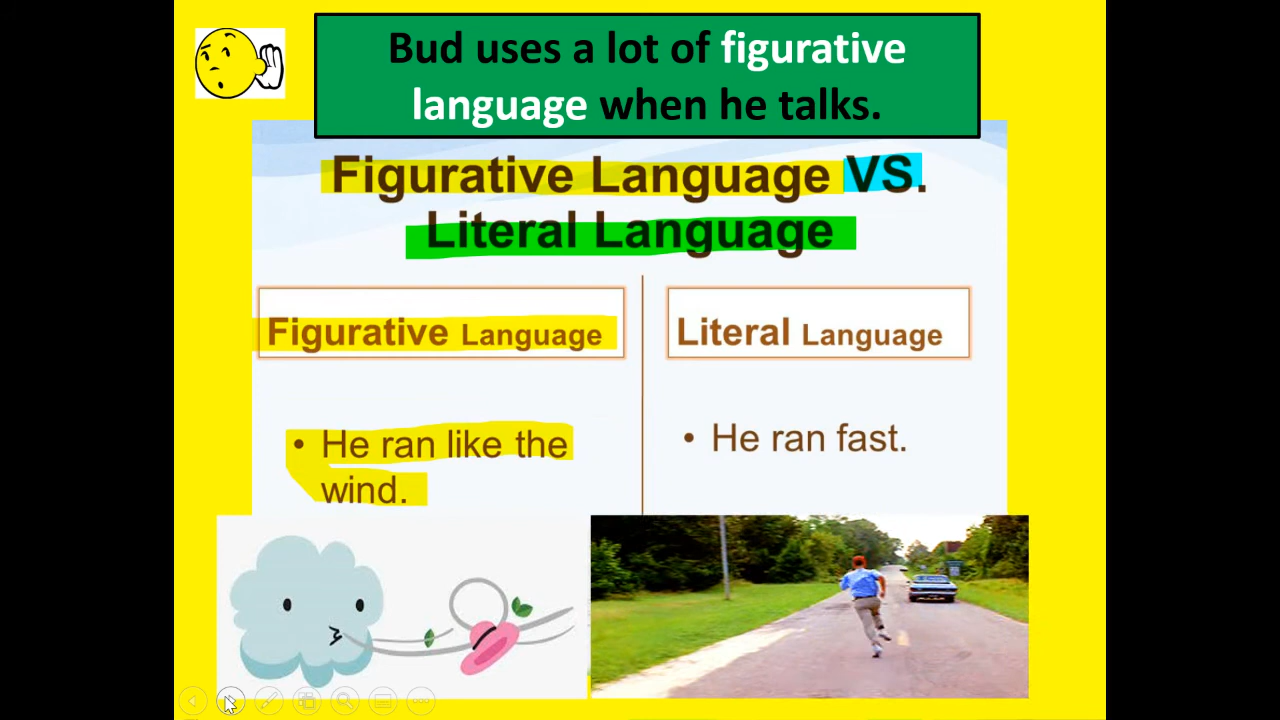 Bud uses a lot of figurative
language when he talks.
Figurative Language VS.
Literal Language
Figurative Language
Literal Language
• He ran like the
wind.
• He ran fast.